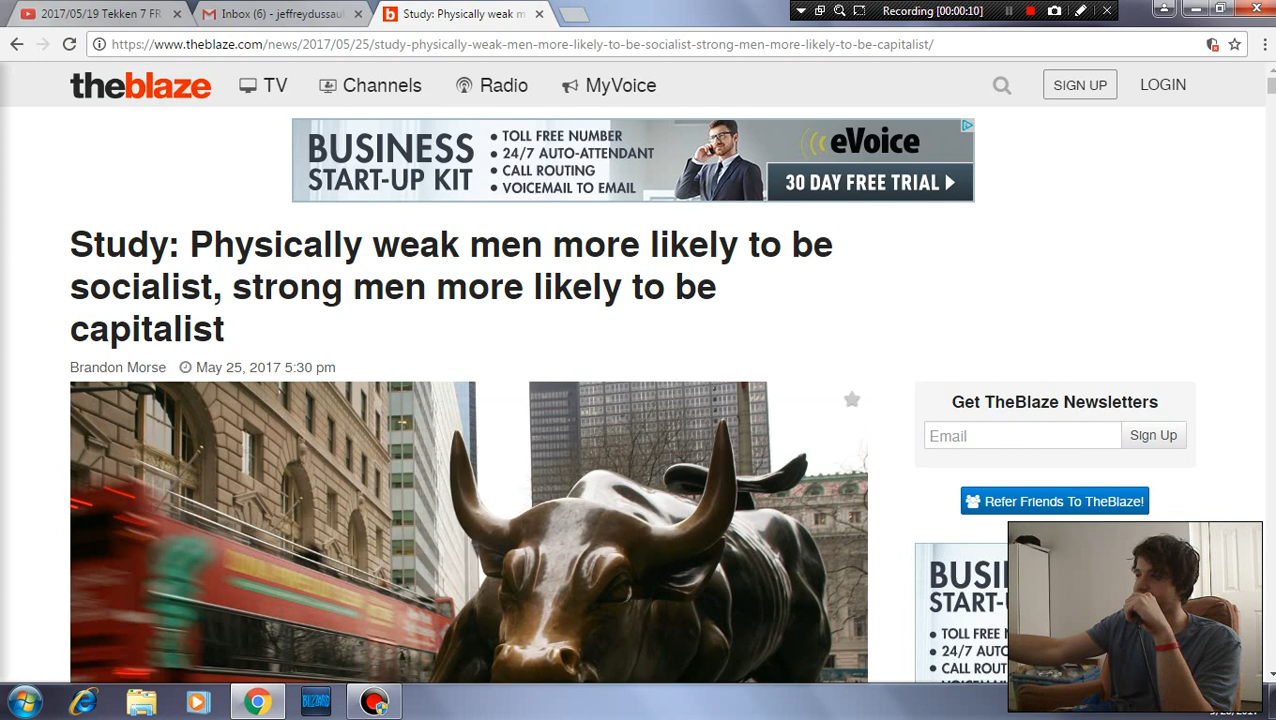 2017/05/19 Tekken 7 FR
Inbox (6) - jeffreydussaul
Study: Physically weak m
Recording [00:00:10]
https://www.theblaze.com/news/2017/05/25/study-physically-weak-men-more-likely-to-be-socialist-strong-men-more-likely-to-be-capitalist/
theblaze
TV
Channels
Radio
MyVoice
SIGN UP
LOGIN
BUSINESS
START-UP KIT
• TOLL FREE NUMBER
• 24/7 AUTO-ATTENDANT
• CALL ROUTING
• VOICEMAIL TO EMAIL
eVoice
30 DAY FREE TRIAL
Study: Physically weak men more likely to be
socialist, strong men more likely to be
capitalist
Brandon Morse May 25, 2017 5:30 pm
Get TheBlaze Newsletters
Email
Sign Up
Refer Friends To TheBlaze!
BUSI
START-U
• TOLL FREE N
• 24/7 AUTO
• CALL ROUT
BLIZZARD